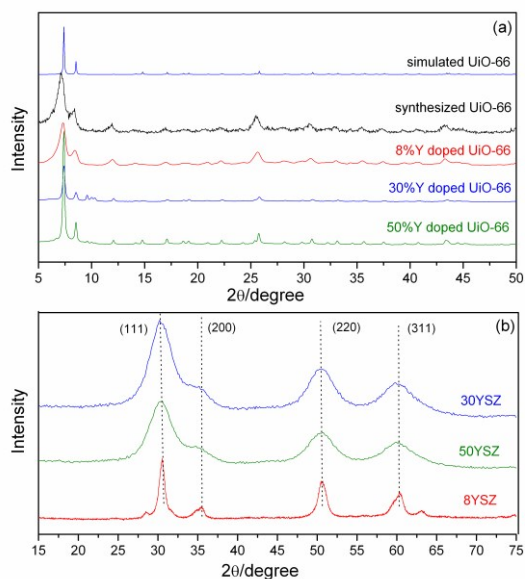 (a)
simulated UiO-66
synthesized UiO-66
8%Y doped UiO-66
30%Y doped UiO-66
50%Y doped UiO-66
Intensity
5 10 15 20 25 30 35 40 45 50
2θ/degree
(b)
(111) (200) (220) (311)
30YSZ
50YSZ
8YSZ
Intensity
15 20 25 30 35 40 45 50 55 60 65 70 75
2θ/degree